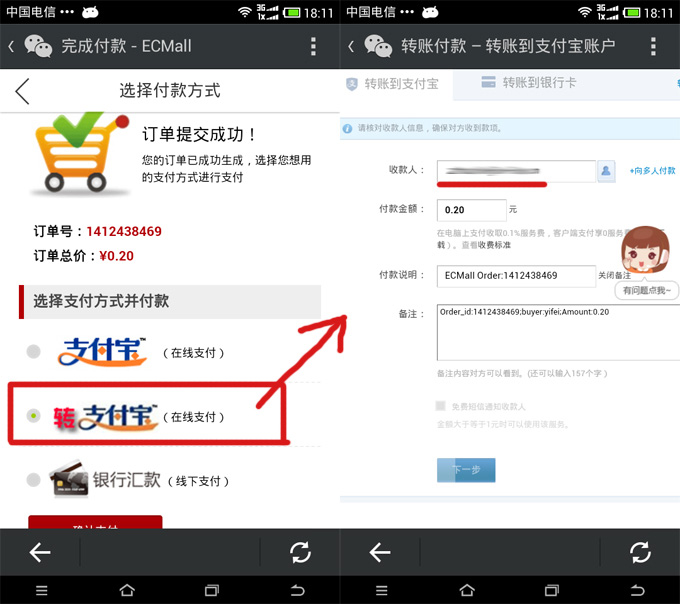 中国电信 ••• 3G 1x 18:11
完成付款 - ECMall
选择付款方式
订单提交成功！
您的订单已成功生成，选择您想用
的支付方式进行支付
订单号：1412438469
订单总价：¥0.20
选择支付方式并付款
支付宝™（在线支付）
转 支付宝™（在线支付）
银行汇款（线下支付）
确认支付
中国电信 ••• 3G 1x 18:11
转账付款 – 转账到支付宝账户
转账到支付宝 转账到银行卡
请核对收款人信息，确保对方收到款项。
收款人： +向多人付款
付款金额： 0.20 元
在电脑上支付收取0.1%服务费，客户端支付享0服务费
载）。查看收费标准
付款说明： ECMall Order:1412438469 关闭备注
有问题点我~
备注： Order_id:1412438469;buyer:yifei;Amount:0.20
备注内容对方可以看到。(还可以输入157个字 )
免费短信通知收款人
金额大于等于1元时可以使用该服务。
下一步